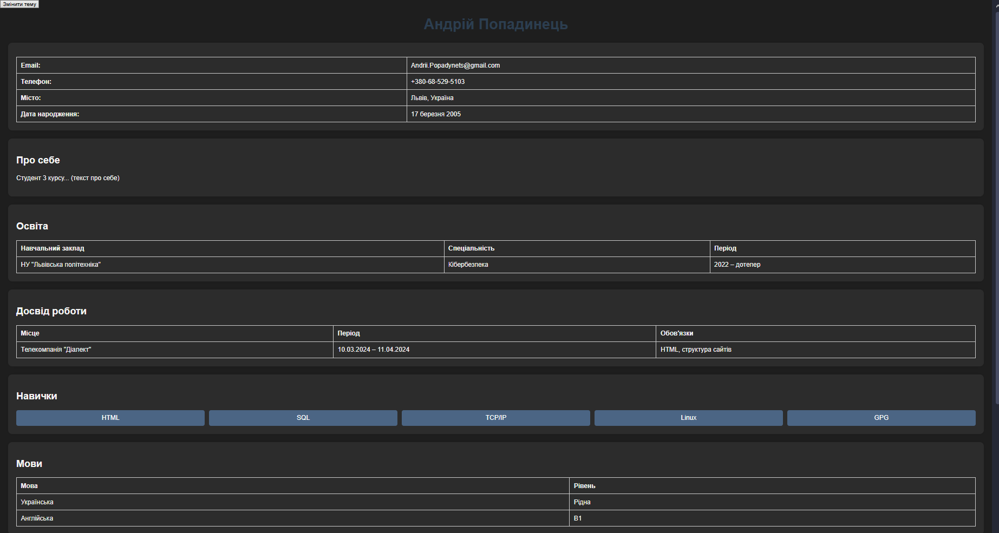 Змінити тему
Андрій Попадинець
Email: Andrii.Popadynets@gmail.com
Телефон: +380-68-529-5103
Місто: Львів, Україна
Дата народження: 17 березня 2005
Про себе
Студент 3 курсу... (текст про себе)
Освіта
Навчальний заклад Спеціальність Період
НУ "Львівська політехніка" Кібербезпека 2022 – дотепер
Досвід роботи
Місце Період Обов'язки
Телекомпанія "Діалект" 10.03.2024 – 11.04.2024 HTML, структура сайтів
Навички
HTML SQL TCP/IP Linux GPG
Мови
Мова Рівень
Українська Рідна
Англійська B1